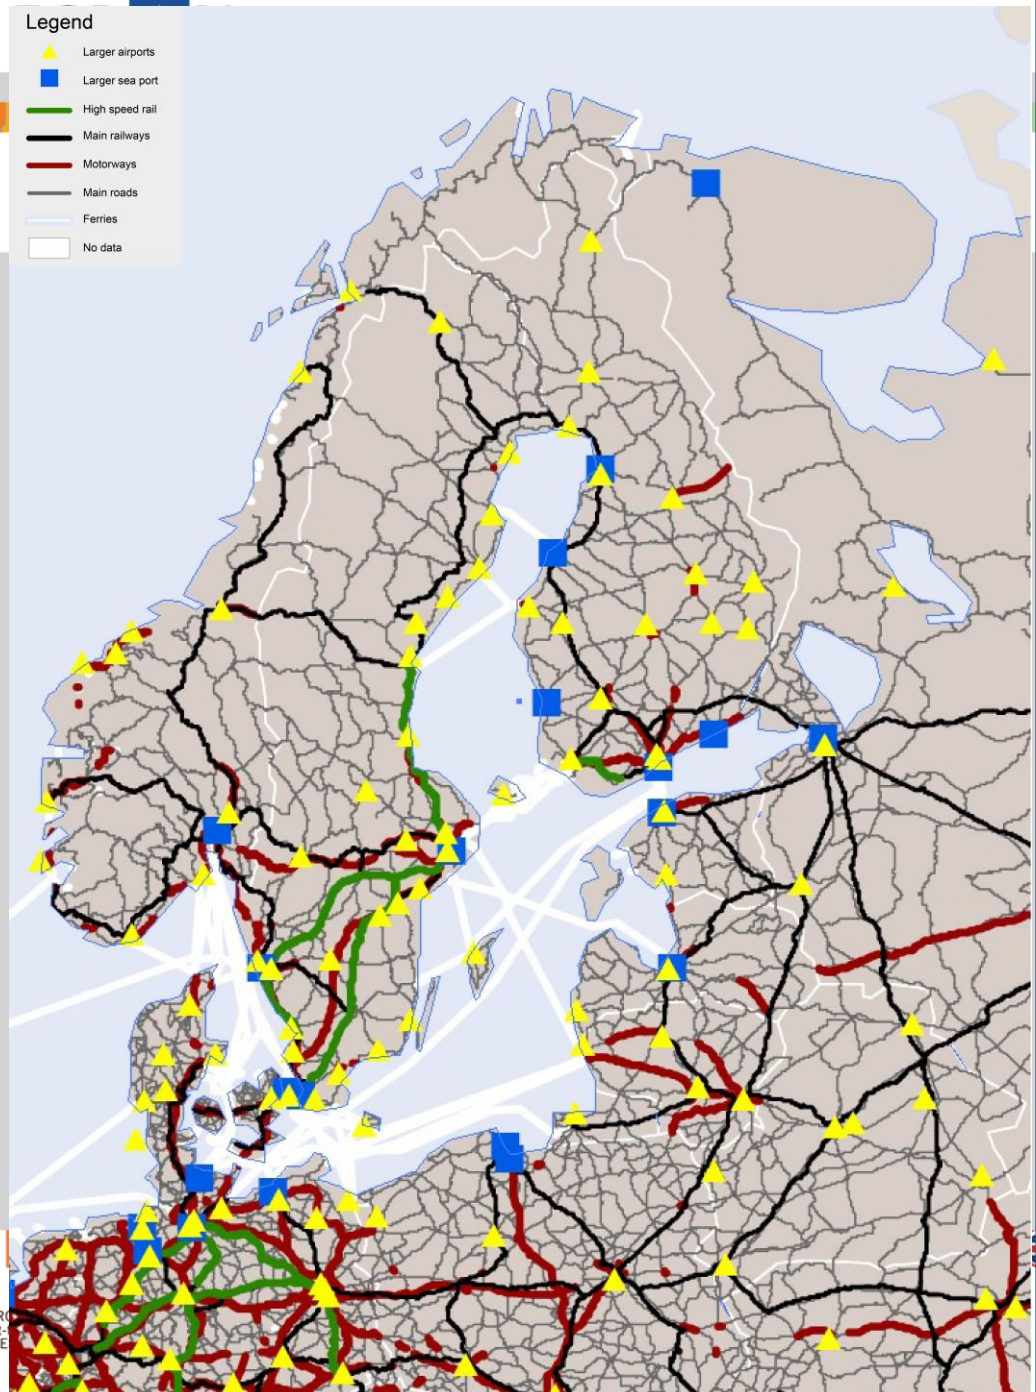 Legend
Larger airports
Larger sea port
High speed rail
Main railways
Motorways
Main roads
Ferries
No data